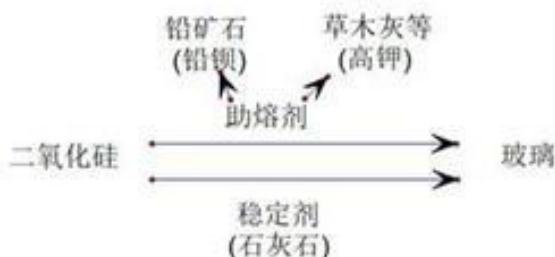 铅矿石
(铅钡)
草木灰等
(高钾)
助熔剂
二氧化硅
玻璃
稳定剂
(石灰石)